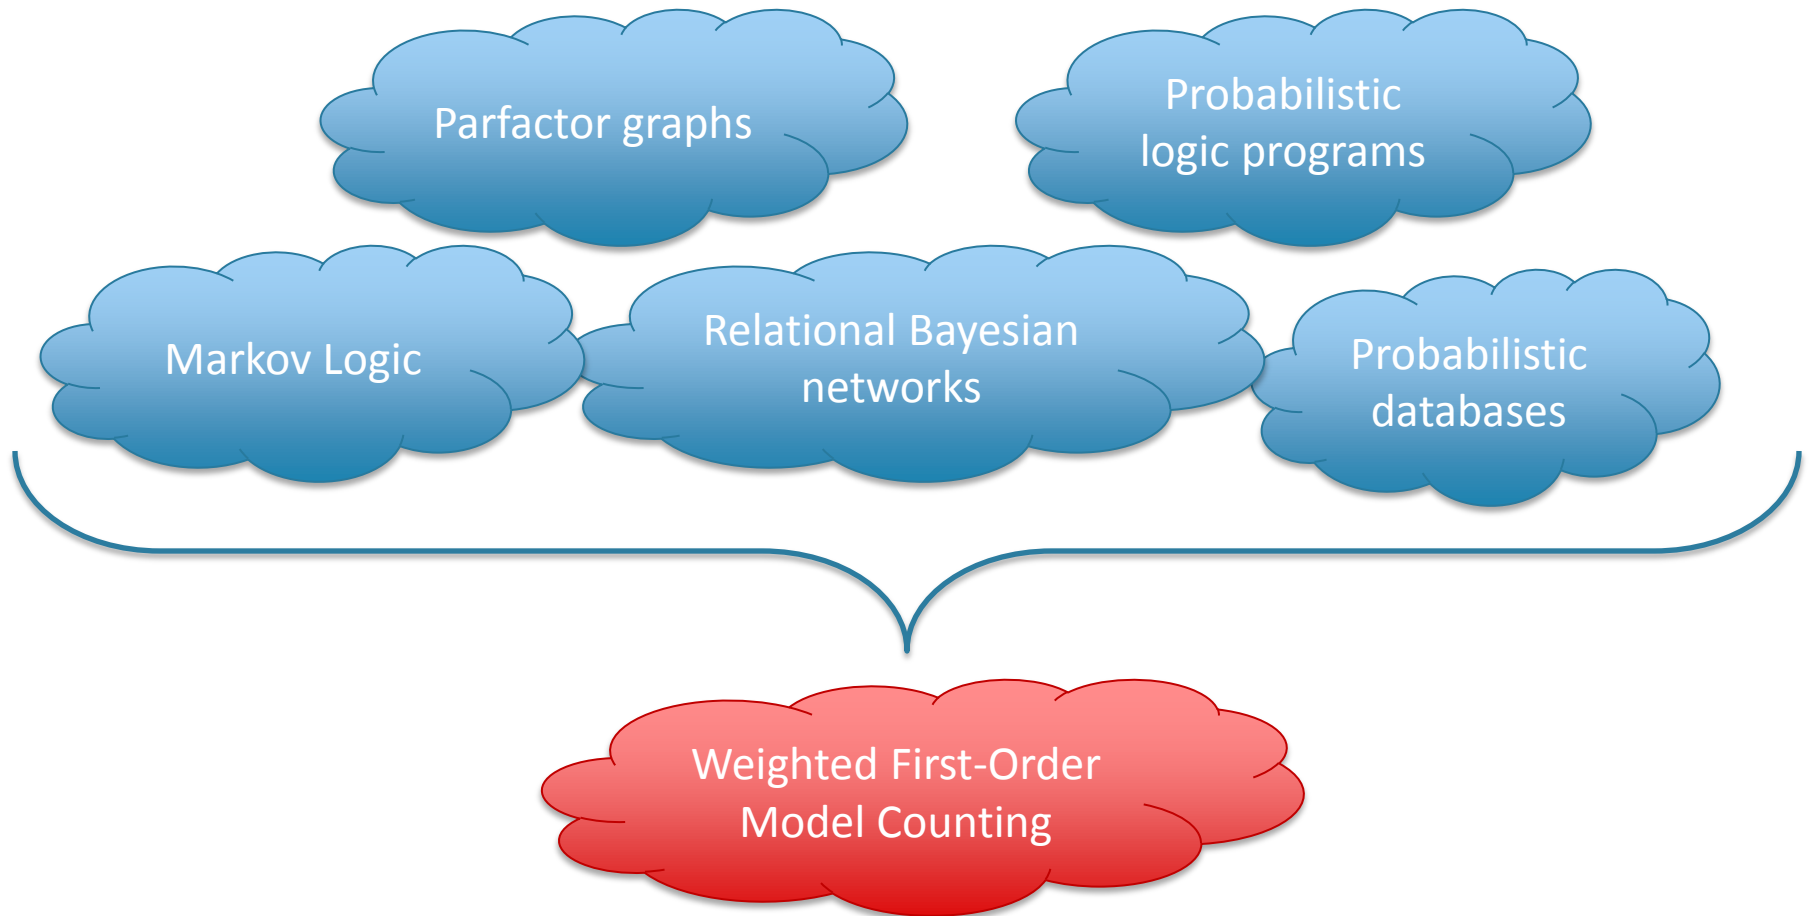 Parfactor graphs
Probabilistic
logic programs
Markov Logic
Relational Bayesian
networks
Probabilistic
databases
Weighted First-Order
Model Counting